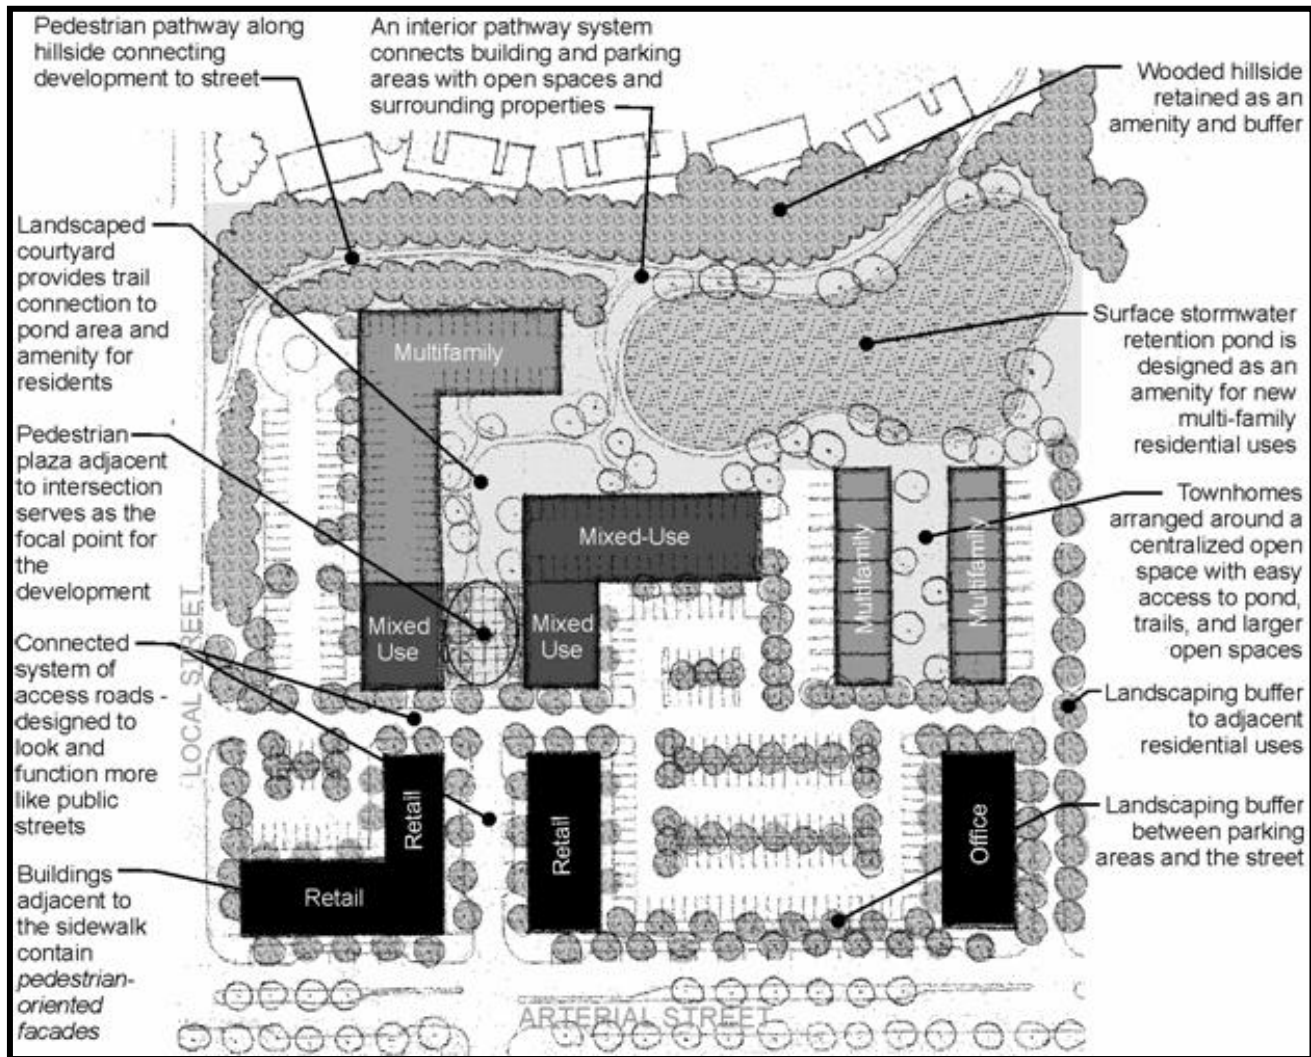 Pedestrian pathway along
hillside connecting
development to street
An interior pathway system
connects building and parking
areas with open spaces and
surrounding properties
Wooded hillside
retained as an
amenity and buffer
Landscaped
courtyard
provides trail
connection to
pond area and
amenity for
residents
Surface stormwater
retention pond is
designed as an
amenity for new
multi-family
residential uses
Pedestrian
plaza adjacent
to intersection
serves as the
focal point for
the
development
Townhomes
arranged around a
centralized open
space with easy
access to pond,
trails, and larger
open spaces
Connected
system of
access roads -
designed to
look and
function more
like public
streets
Landscaping buffer
to adjacent
residential uses
Landscaping buffer
between parking
areas and the street
Buildings
adjacent to
the sidewalk
contain
pedestrian-
oriented
facades
Multifamily
Mixed-Use
Mixed
Use
Mixed
Use
Multifamily
Multifamily
Retail
Retail
Retail
Office
LOCAL STREET
ARTERIAL STREET